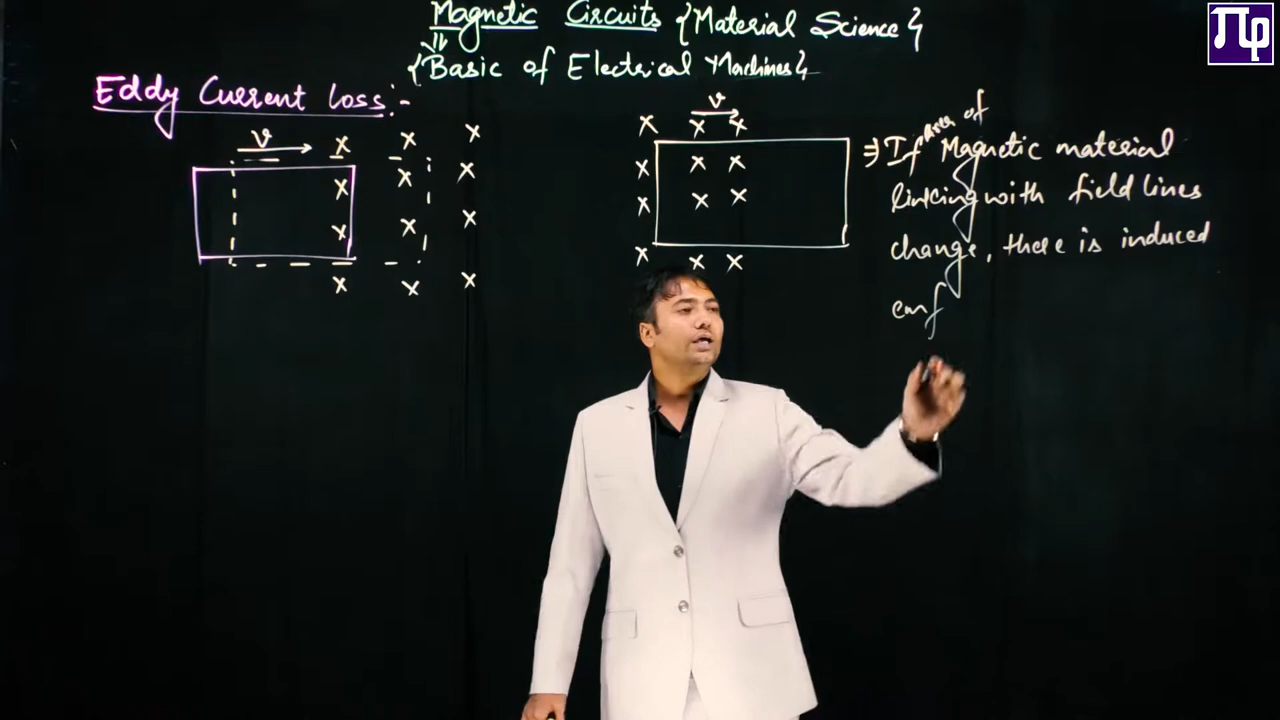 Magnetic Circuits {Material Science}
{Basic of Electrical Machines}
Eddy Current Loss:-
v
x x x
x x x
x x x
x x x
v
x x x
x x x
x x x
x x x
⇒ If area of Magnetic material
linking with field lines
change, there is induced
emf
πφ